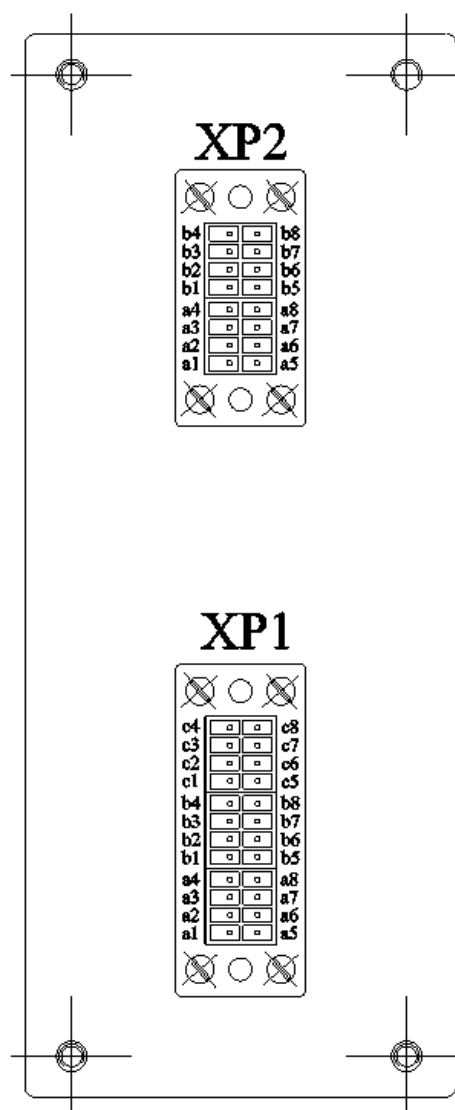 XP2
b4 b8
b3 b7
b2 b6
b1 b5
a4 a8
a3 a7
a2 a6
a1 a5
XP1
c4 c8
c3 c7
c2 c6
c1 c5
b4 b8
b3 b7
b2 b6
b1 b5
a4 a8
a3 a7
a2 a6
a1 a5